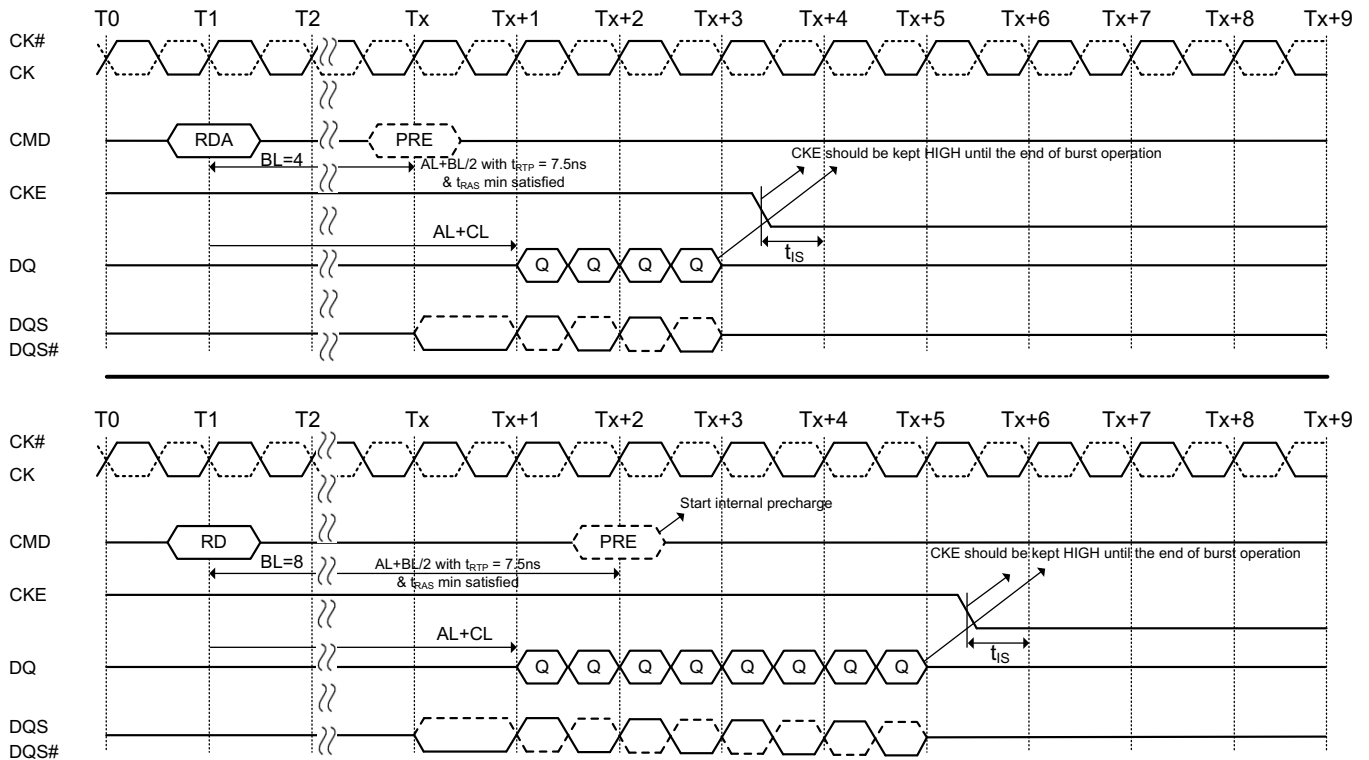 T0 T1 T2 Tx Tx+1 Tx+2 Tx+3 Tx+4 Tx+5 Tx+6 Tx+7 Tx+8 Tx+9
CK#
CK
CMD RDA PRE
BL=4 AL+BL/2 with tRTP = 7.5ns
& tRAS min satisfied
CKE should be kept HIGH until the end of burst operation
CKE
AL+CL
tIS
DQ Q Q Q Q
DQS
DQS#
T0 T1 T2 Tx Tx+1 Tx+2 Tx+3 Tx+4 Tx+5 Tx+6 Tx+7 Tx+8 Tx+9
CK#
CK
Start internal precharge
CMD RD PRE
CKE should be kept HIGH until the end of burst operation
BL=8 AL+BL/2 with tRTP = 7.5ns
& tRAS min satisfied
CKE
AL+CL
tIS
DQ Q Q Q Q Q Q Q Q
DQS
DQS#